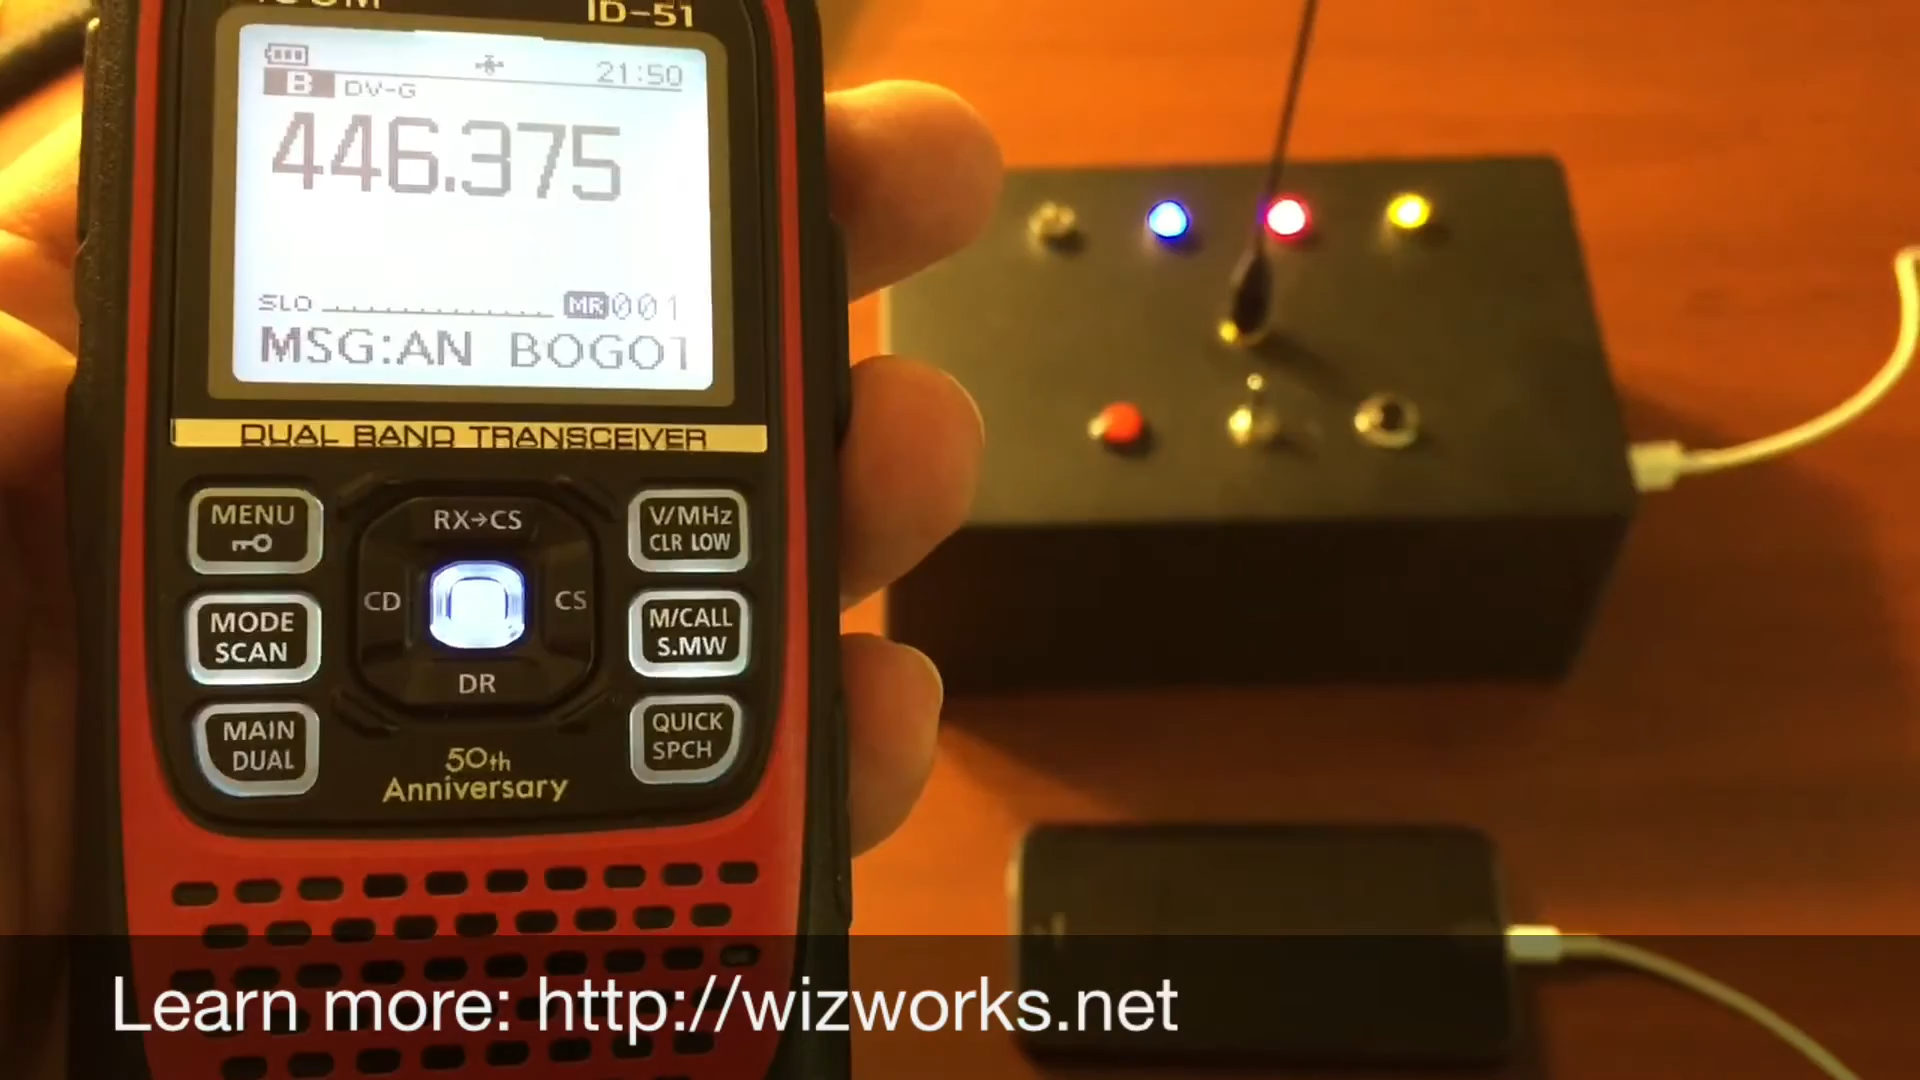 ICOM ID-51
21:50
B DV-G
446.375
SLO MR 001
MSG:AN BOGOT
DUAL BAND TRANSCEIVER
MENU
RX→CS
V/MHz
CLR LOW
CD
CS
MODE
SCAN
M/CALL
S.MW
DR
MAIN
DUAL
QUICK
SPCH
50th
Anniversary
Learn more: http://wizworks.net